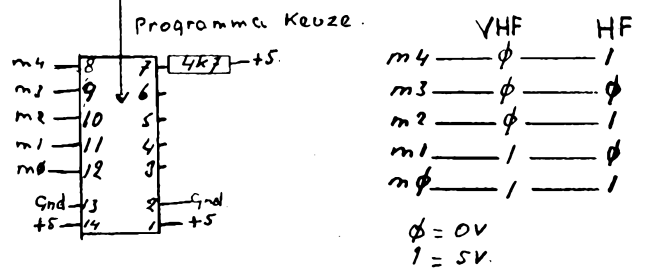 Programma Keuze.
m4 8 7 4k7 +5.
m3 9 6
m2 10 5
m1 11 4
mø 12 3
Gnd 13 2 Gnd
+5 14 1 +5
VHF HF
m4 ø 1
m3 ø ø
m2 ø 1
m1 1 ø
mø 1 1
ø = 0V
1 = 5V.